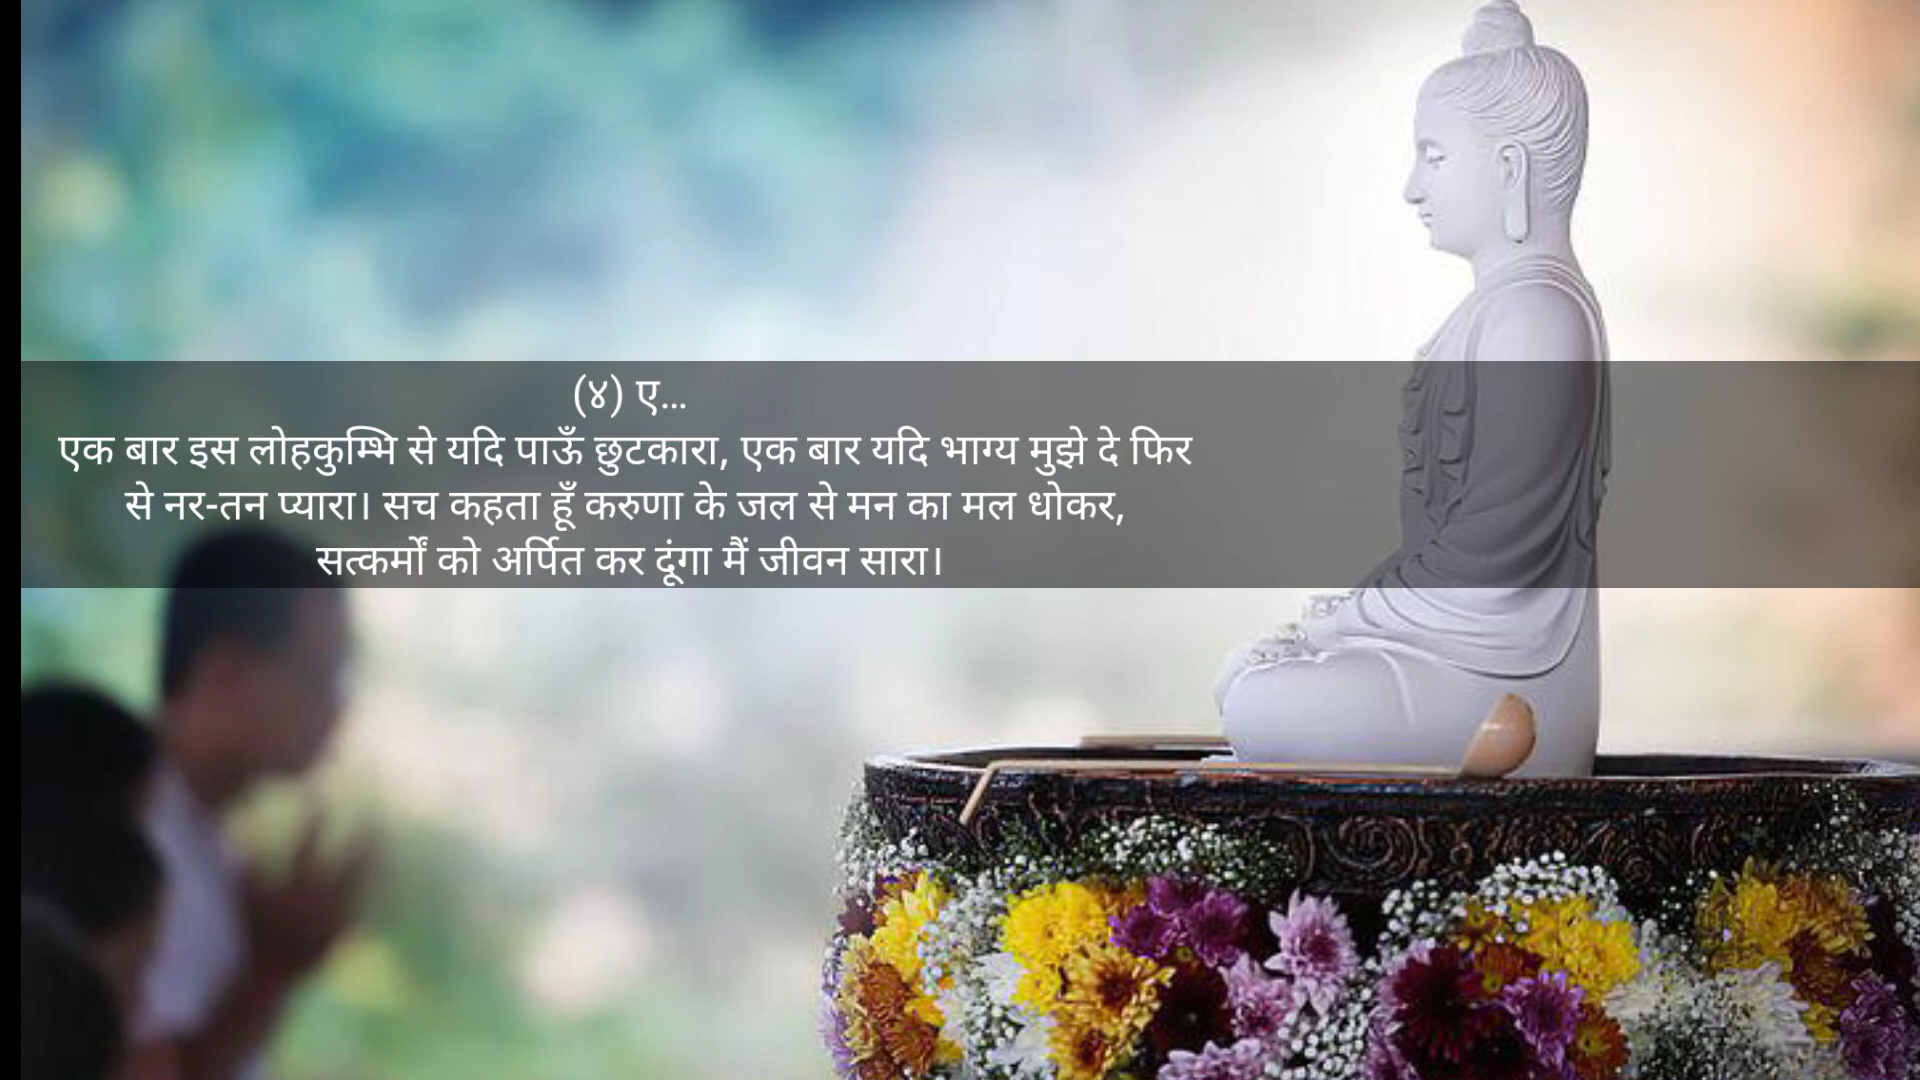 (४) ए...
एक बार इस लोहकुम्भि से यदि पाऊँ छुटकारा, एक बार यदि भाग्य मुझे दे फिर
से नर-तन प्यारा। सच कहता हूँ करुणा के जल से मन का मल धोकर,
सत्कर्मों को अर्पित कर दूंगा मैं जीवन सारा।